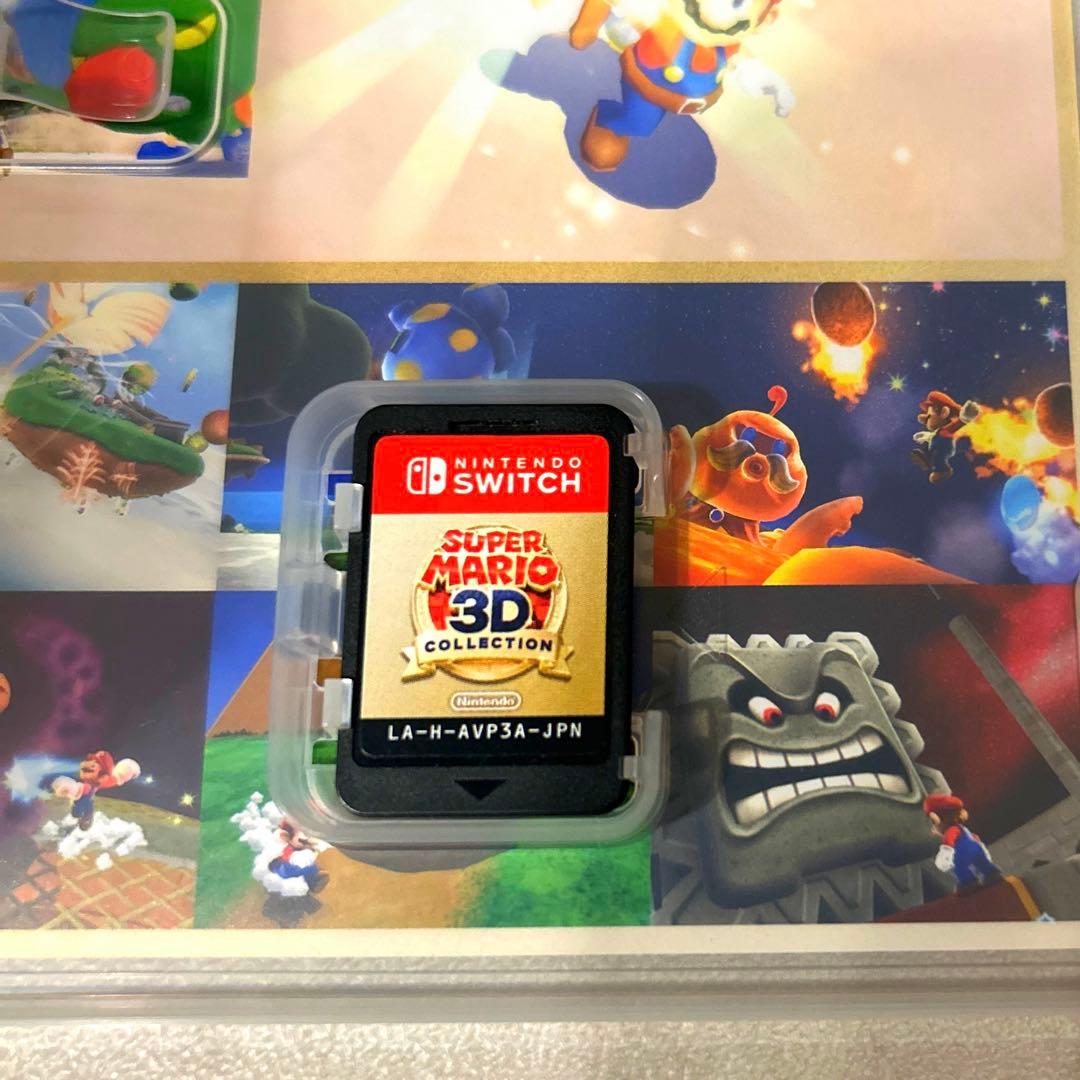 NINTENDO
SWITCH
SUPER
MARIO
3D
COLLECTION
Nintendo
LA-H-AVP3A-JPN